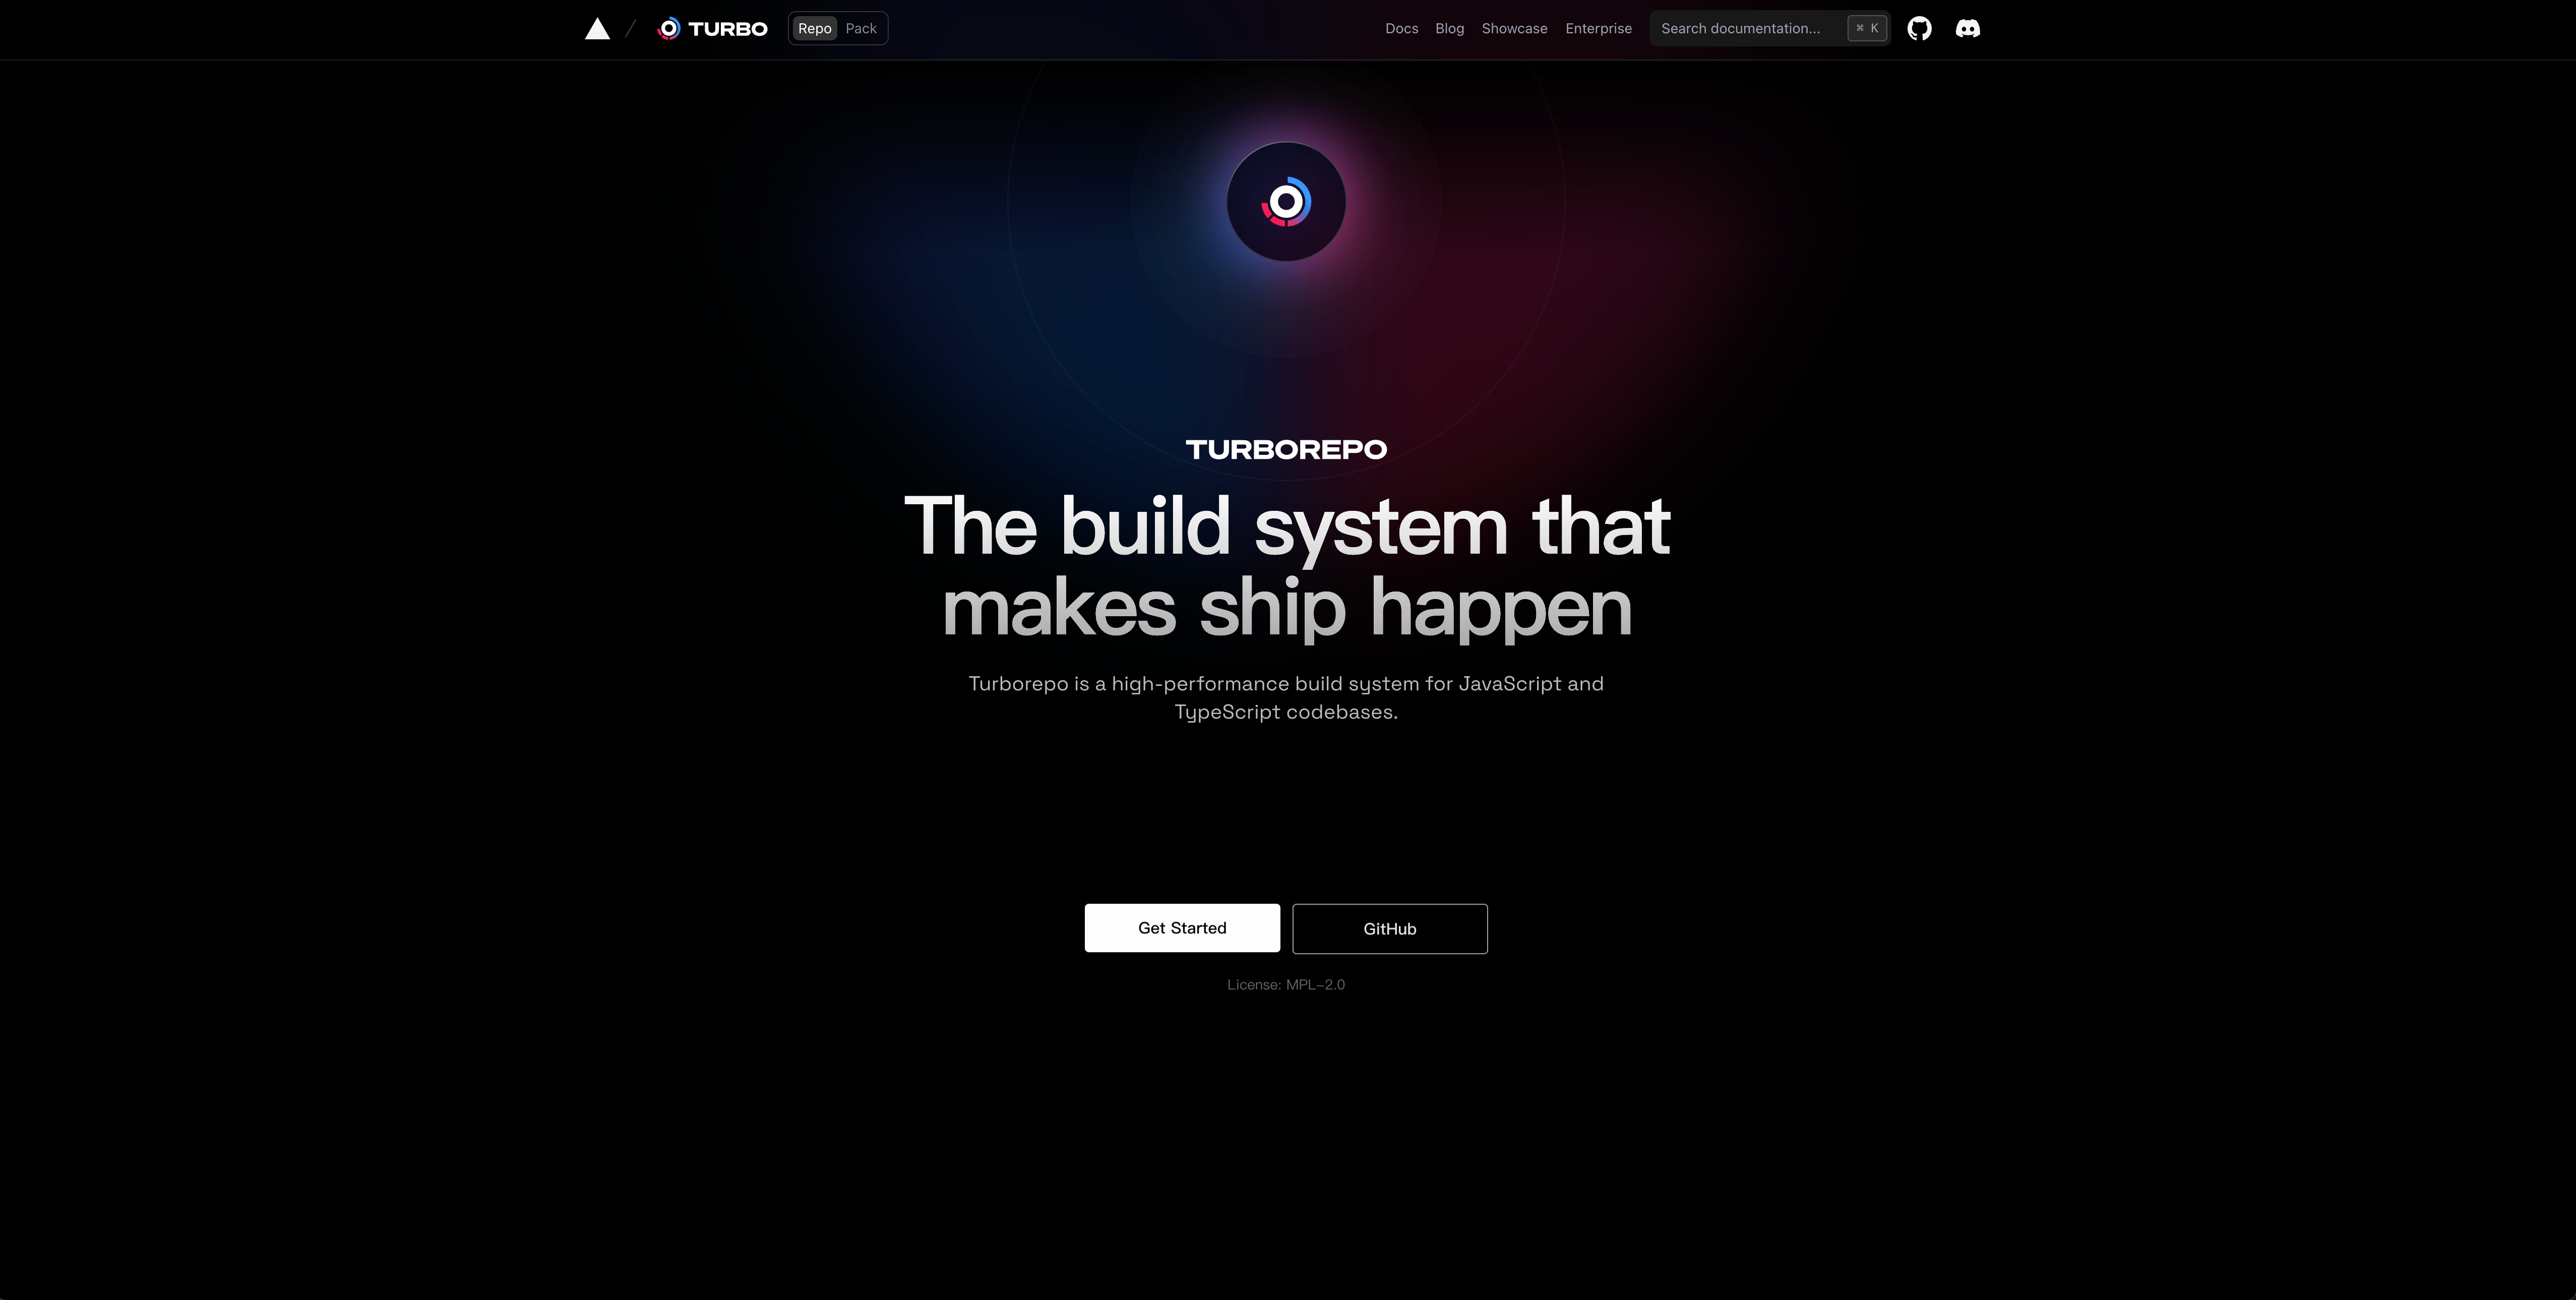 TURBO
Repo Pack
Docs Blog Showcase Enterprise
Search documentation...
⌘ K
TURBOREPO
The build system that
makes ship happen
Turborepo is a high-performance build system for JavaScript and
TypeScript codebases.
Get Started
GitHub
License: MPL-2.0